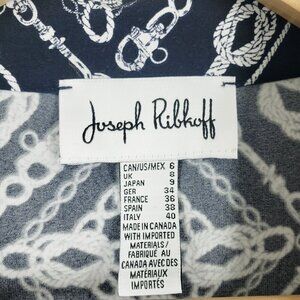 Joseph Ribkoff
CAN/US/MEX 6
UK 8
JAPAN 9
GER 34
FRANCE 36
SPAIN 38
ITALY 40
MADE IN CANADA
WITH IMPORTED
MATERIALS/
FABRIQUÉ AU
CANADA AVEC DES
MATÉRIAUX
IMPORTÉS